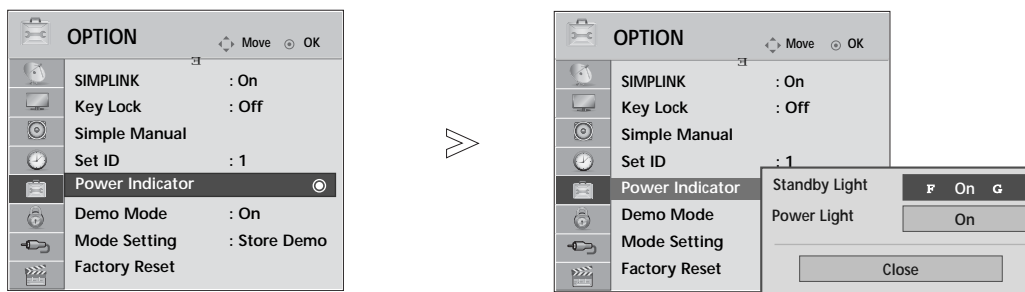 OPTION
Move OK
E
SIMPLINK : On
Key Lock : Off
Simple Manual
Set ID : 1
Power Indicator
Demo Mode : On
Mode Setting : Store Demo
Factory Reset
OPTION
Move OK
E
SIMPLINK : On
Key Lock : Off
Simple Manual
Set ID : 1
Power Indicator
Demo Mode
Mode Setting
Factory Reset
Standby Light F On G
Power Light On
Close